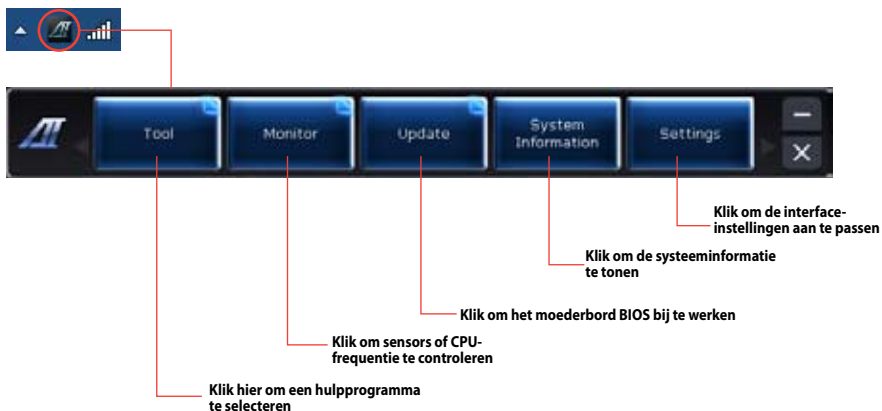 Tool
Monitor
Update
System
Information
Settings
Klik om de interface-
instellingen aan te passen
Klik om de systeeminformatie
te tonen
Klik om het moederbord BIOS bij te werken
Klik om sensors of CPU-
frequentie te controleren
Klik hier om een hulpprogramma
te selecteren